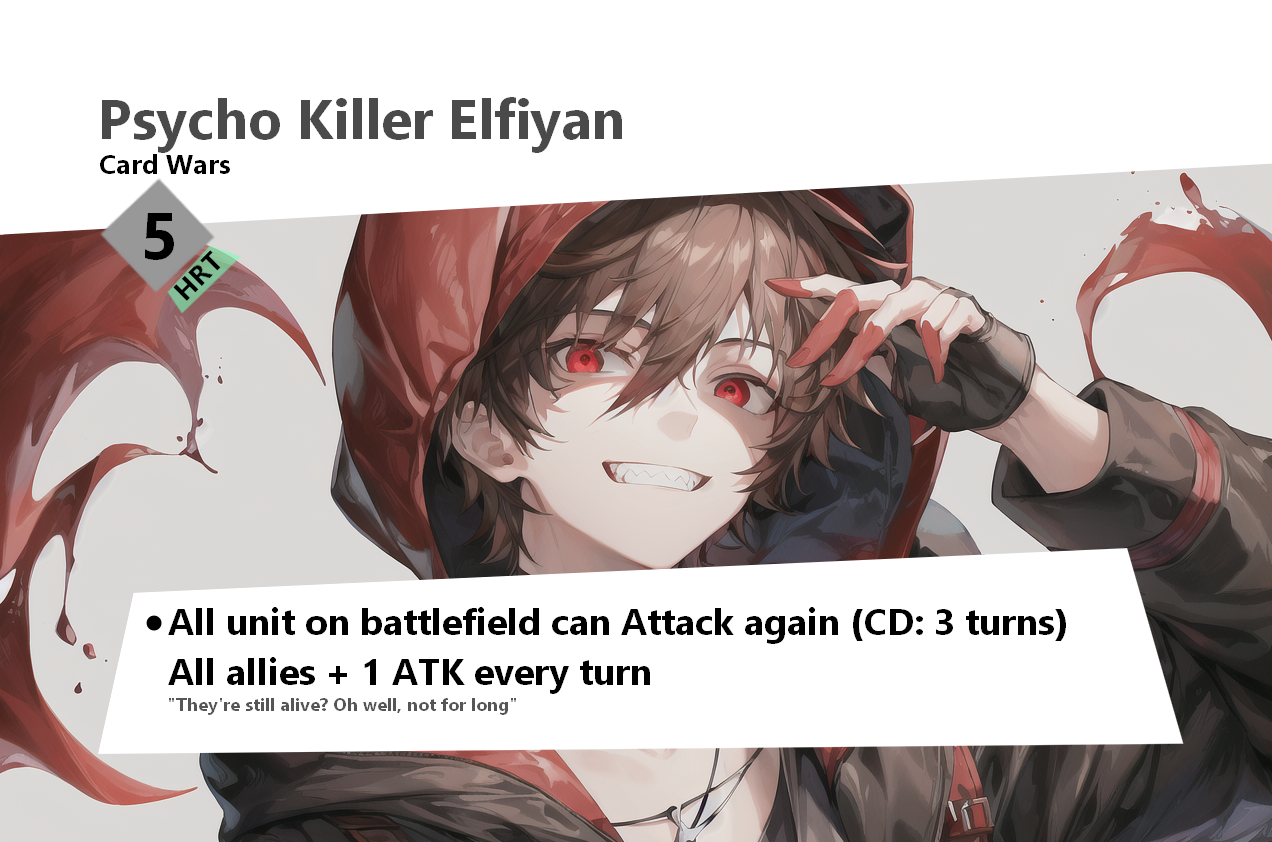 Psycho Killer Elfiyan
Card Wars
5
HRT
•All unit on battlefield can Attack again (CD: 3 turns)
All allies + 1 ATK every turn
"They're still alive? Oh well, not for long"